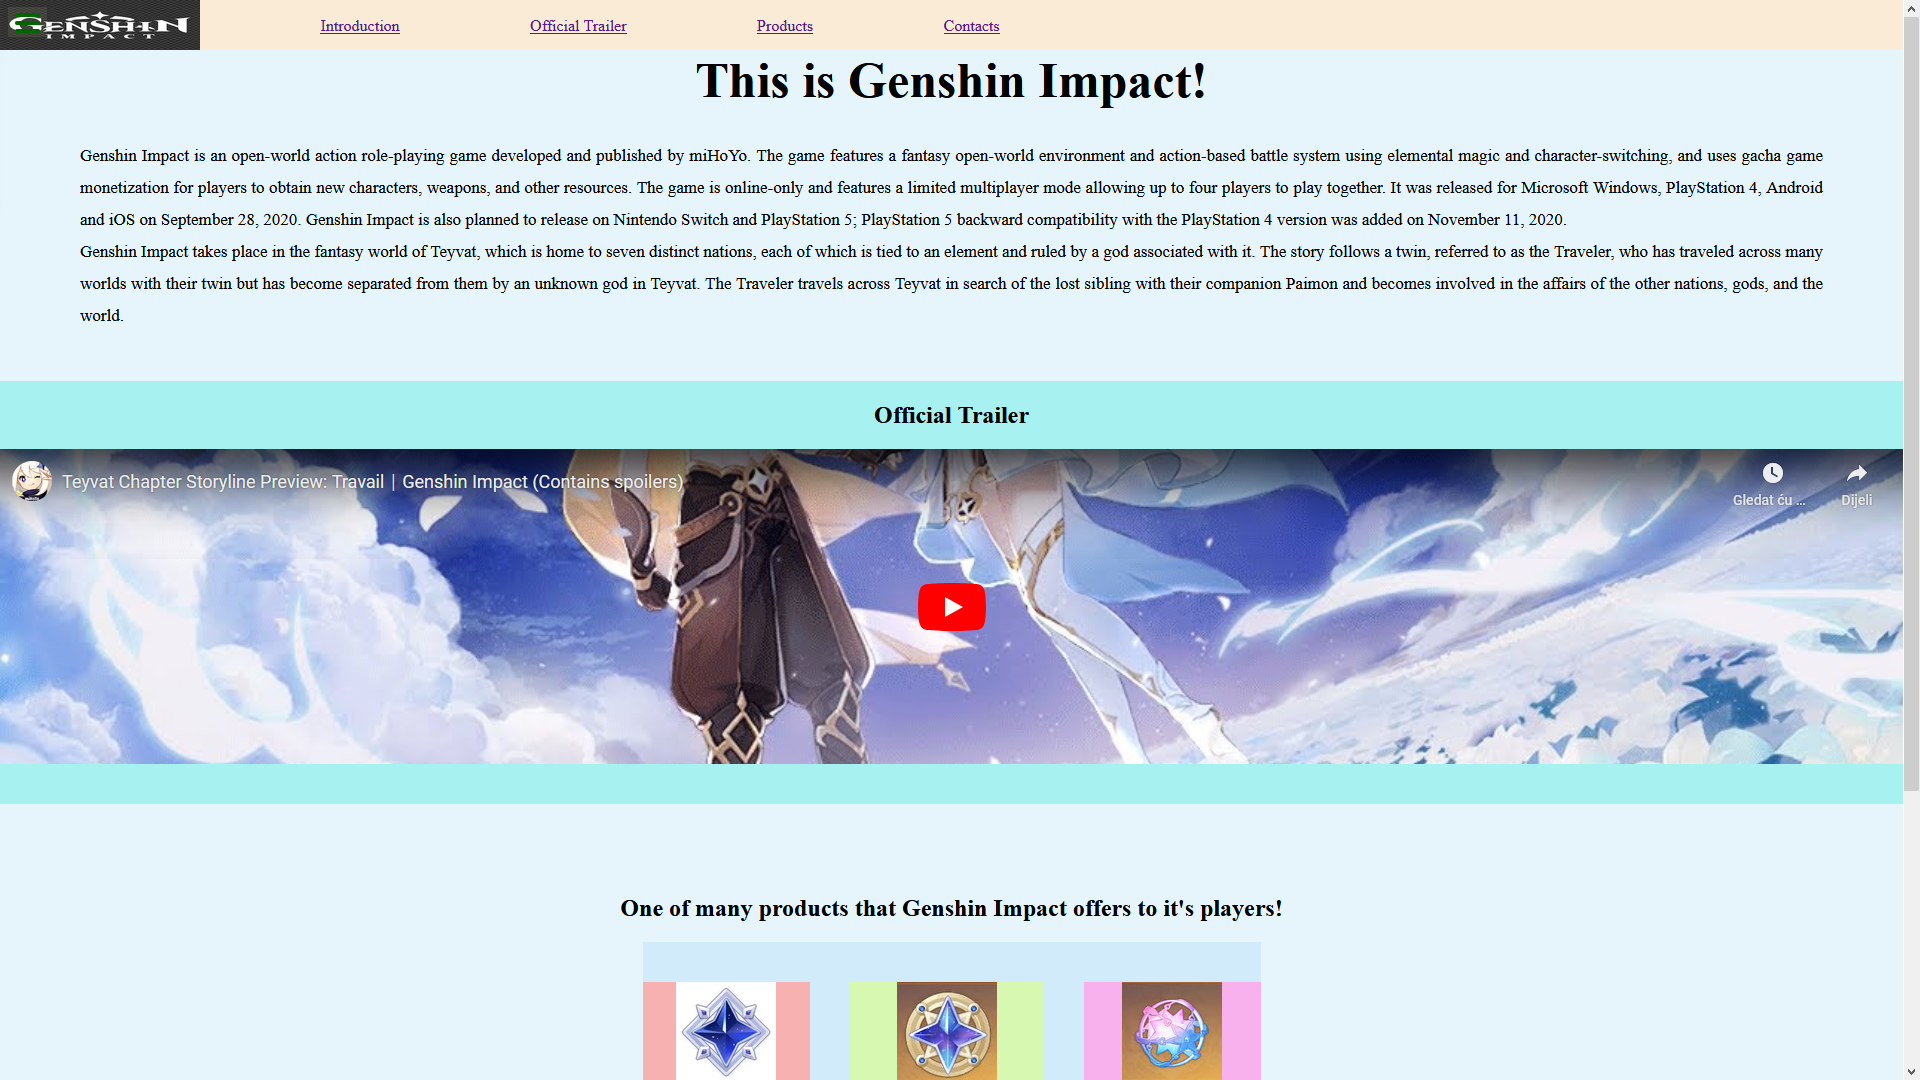 GENSHIN
IMPACT
Introduction
Official Trailer
Products
Contacts
This is Genshin Impact!
Genshin Impact is an open-world action role-playing game developed and published by miHoYo. The game features a fantasy open-world environment and action-based battle system using elemental magic and character-switching, and uses gacha game
monetization for players to obtain new characters, weapons, and other resources. The game is online-only and features a limited multiplayer mode allowing up to four players to play together. It was released for Microsoft Windows, PlayStation 4, Android
and iOS on September 28, 2020. Genshin Impact is also planned to release on Nintendo Switch and PlayStation 5; PlayStation 5 backward compatibility with the PlayStation 4 version was added on November 11, 2020.
Genshin Impact takes place in the fantasy world of Teyvat, which is home to seven distinct nations, each of which is tied to an element and ruled by a god associated with it. The story follows a twin, referred to as the Traveler, who has traveled across many
worlds with their twin but has become separated from them by an unknown god in Teyvat. The Traveler travels across Teyvat in search of the lost sibling with their companion Paimon and becomes involved in the affairs of the other nations, gods, and the
world.
Official Trailer
Teyvat Chapter Storyline Preview: Travail｜Genshin Impact (Contains spoilers)
Gledat ću ...
Dijeli
One of many products that Genshin Impact offers to it's players!